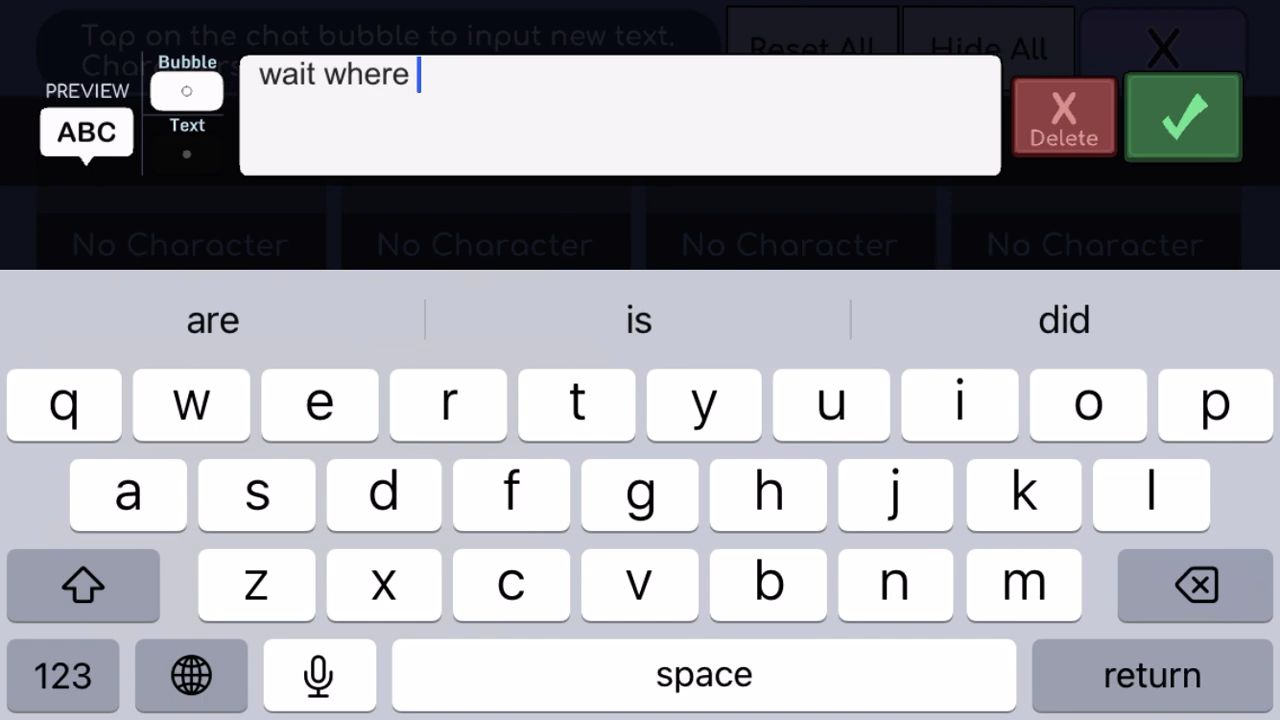 Tap on the chat bubble to input new text.
Reset All
Hide All
X
Bubble
PREVIEW
ABC
Text
wait where
X
Delete
No Character
No Character
No Character
No Character
are
is
did
q w e r t y u i o p
a s d f g h j k l
z x c v b n m
123
space
return